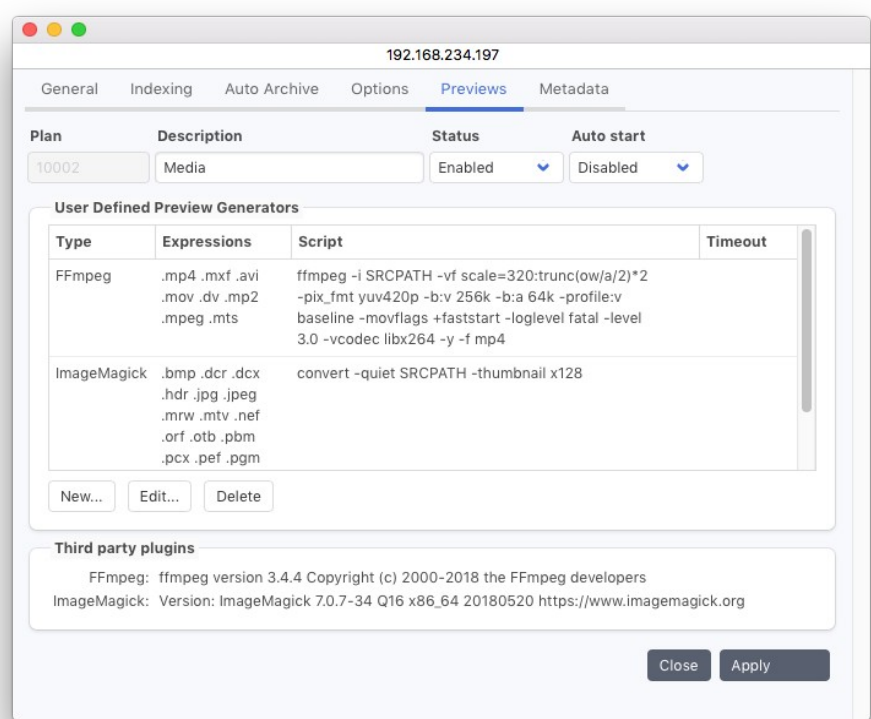 192.168.234.197
General Indexing Auto Archive Options Previews Metadata
Plan Description Status Auto start
10002 Media Enabled Disabled
User Defined Preview Generators
Type Expressions Script Timeout
FFmpeg .mp4 .mxf .avi ffmpeg -i SRCPATH -vf scale=320:trunc(ow/a/2)*2
.mov .dv .mp2 -pix_fmt yuv420p -b:v 256k -b:a 64k -profile:v
.mpeg .mts baseline -movflags +faststart -loglevel fatal -level
3.0 -vcodec libx264 -y -f mp4
ImageMagick .bmp .dcr .dcx convert -quiet SRCPATH -thumbnail x128
.hdr .jpg .jpeg
.mrw .mtv .nef
.orf .otb .pbm
.pcx .pef .pgm
New... Edit... Delete
Third party plugins
FFmpeg: ffmpeg version 3.4.4 Copyright (c) 2000-2018 the FFmpeg developers
ImageMagick: Version: ImageMagick 7.0.7-34 Q16 x86_64 20180520 https://www.imagemagick.org
Close Apply